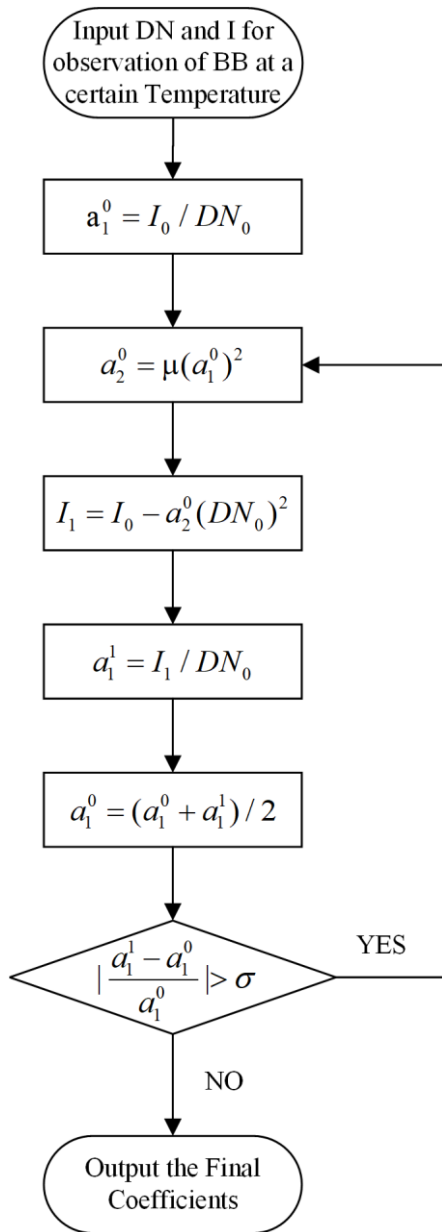 Input DN and I for
observation of BB at a
certain Temperature
a₁⁰ = I₀ / DN₀
a₂⁰ = μ(a₁⁰)²
I₁ = I₀ − a₂⁰(DN₀)²
a₁¹ = I₁ / DN₀
a₁⁰ = (a₁⁰ + a₁¹) / 2
| (a₁¹ − a₁⁰) / a₁⁰ | > σ
YES
NO
Output the Final
Coefficients